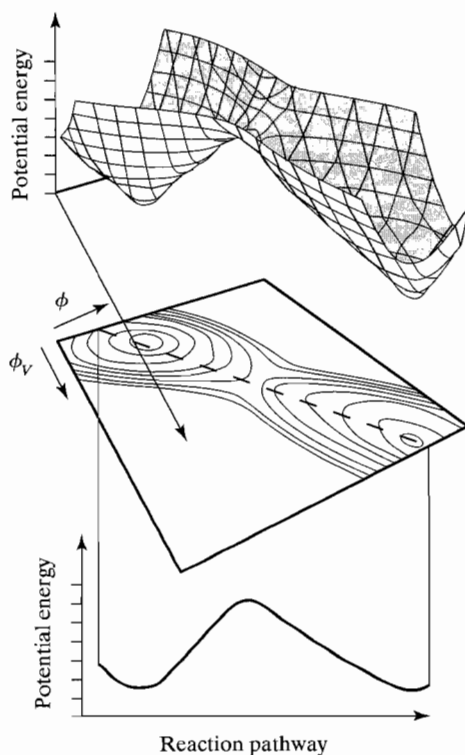 Potential energy
ϕ
ϕ_V
Potential energy
Reaction pathway